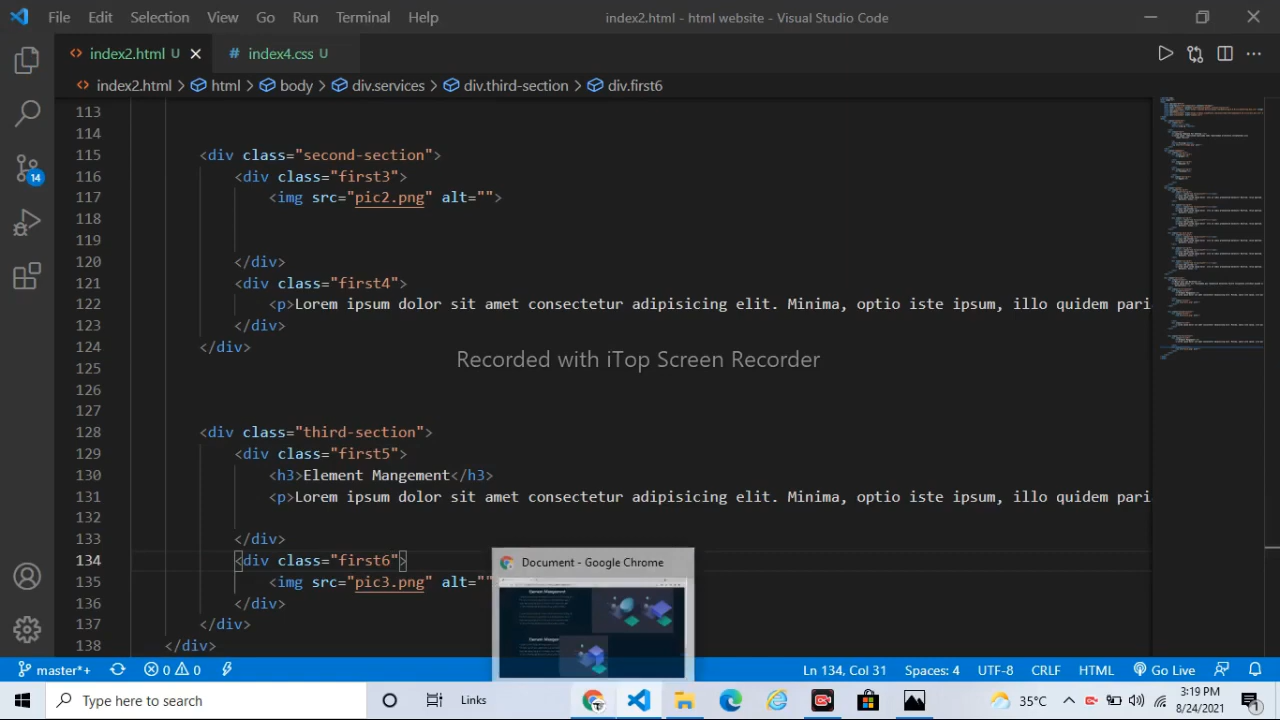 File Edit Selection View Go Run Terminal Help index2.html - html website - Visual Studio Code
index2.html U index4.css U
index2.html > html > body > div.services > div.third-section > div.first6
113
114
115 <div class="second-section">
116 <div class="first3">
117 <img src="pic2.png" alt="">
118
119
120 </div>
121 <div class="first4">
122 <p>Lorem ipsum dolor sit amet consectetur adipisicing elit. Minima, optio iste ipsum, illo quidem pari
123 </div>
124 </div>
125
Recorded with iTop Screen Recorder
126
127
128 <div class="third-section">
129 <div class="first5">
130 <h3>Element Mangement</h3>
131 <p>Lorem ipsum dolor sit amet consectetur adipisicing elit. Minima, optio iste ipsum, illo quidem pari
132
133 </div>
134 <div class="first6">
135 <img src="pic3.png" alt=""
136 </div>
137 </div>
138 </div>
Document - Google Chrome
14
master*+ 0 0 Ln 134, Col 31 Spaces: 4 UTF-8 CRLF HTML Go Live
Type here to search Links 35°C 3:19 PM
8/24/2021